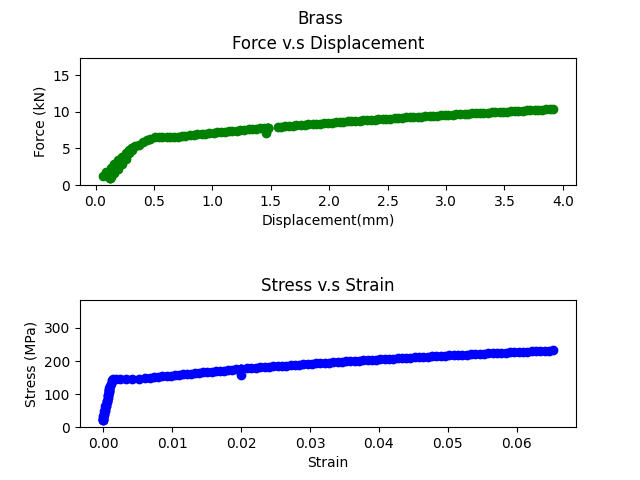 Brass
Force v.s Displacement
Force (kN)
15
10
5
0
0.0 0.5 1.0 1.5 2.0 2.5 3.0 3.5 4.0
Displacement(mm)
Stress v.s Strain
Stress (MPa)
300
200
100
0
0.00 0.01 0.02 0.03 0.04 0.05 0.06
Strain